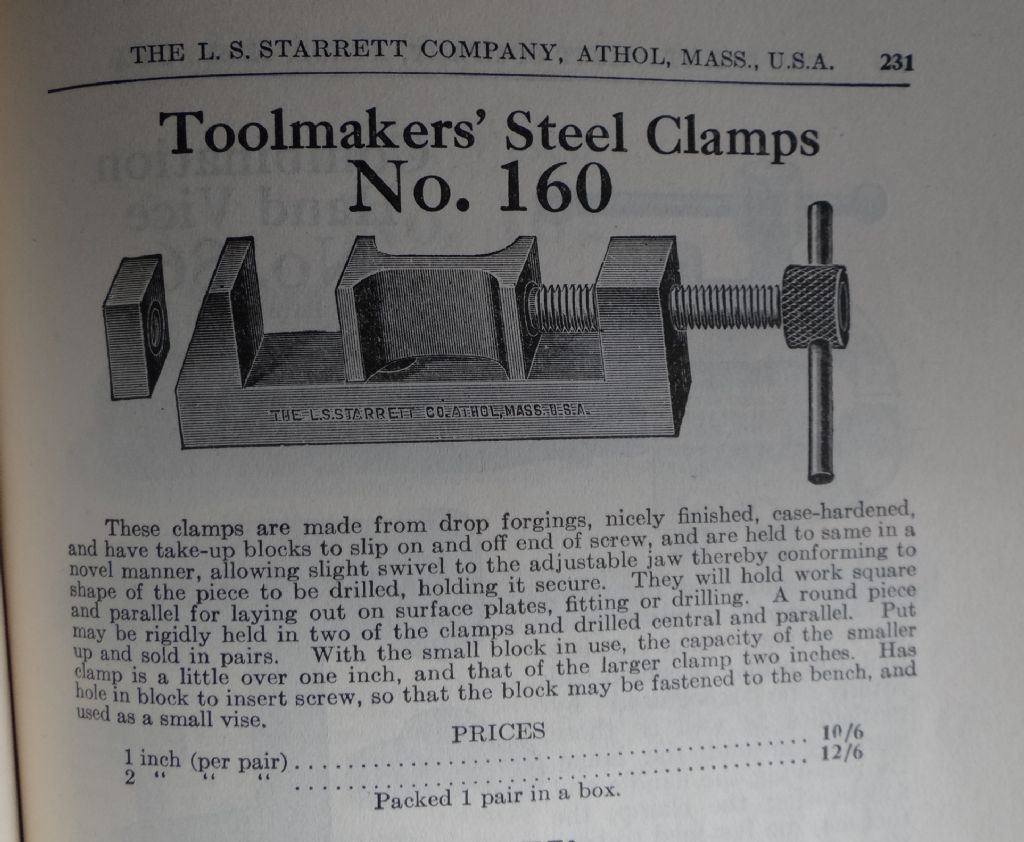 THE L. S. STARRETT COMPANY, ATHOL, MASS., U.S.A. 231
Toolmakers' Steel Clamps
No. 160
THE L.S.STARRETT CO.ATHOL,MASS.U.S.A.
These clamps are made from drop forgings, nicely finished, case-hardened,
and have take-up blocks to slip on and off end of screw, and are held to same in a
novel manner, allowing slight swivel to the adjustable jaw thereby conforming to
shape of the piece to be drilled, holding it secure. They will hold work square
and parallel for laying out on surface plates, fitting or drilling. A round piece
may be rigidly held in two of the clamps and drilled central and parallel. Put
up and sold in pairs. With the small block in use, the capacity of the smaller
clamp is a little over one inch, and that of the larger clamp two inches. Has
hole in block to insert screw, so that the block may be fastened to the bench, and
used as a small vise.
PRICES
1 inch (per pair) ........................................ 10/6
2 “ “ “ ........................................ 12/6
Packed 1 pair in a box.